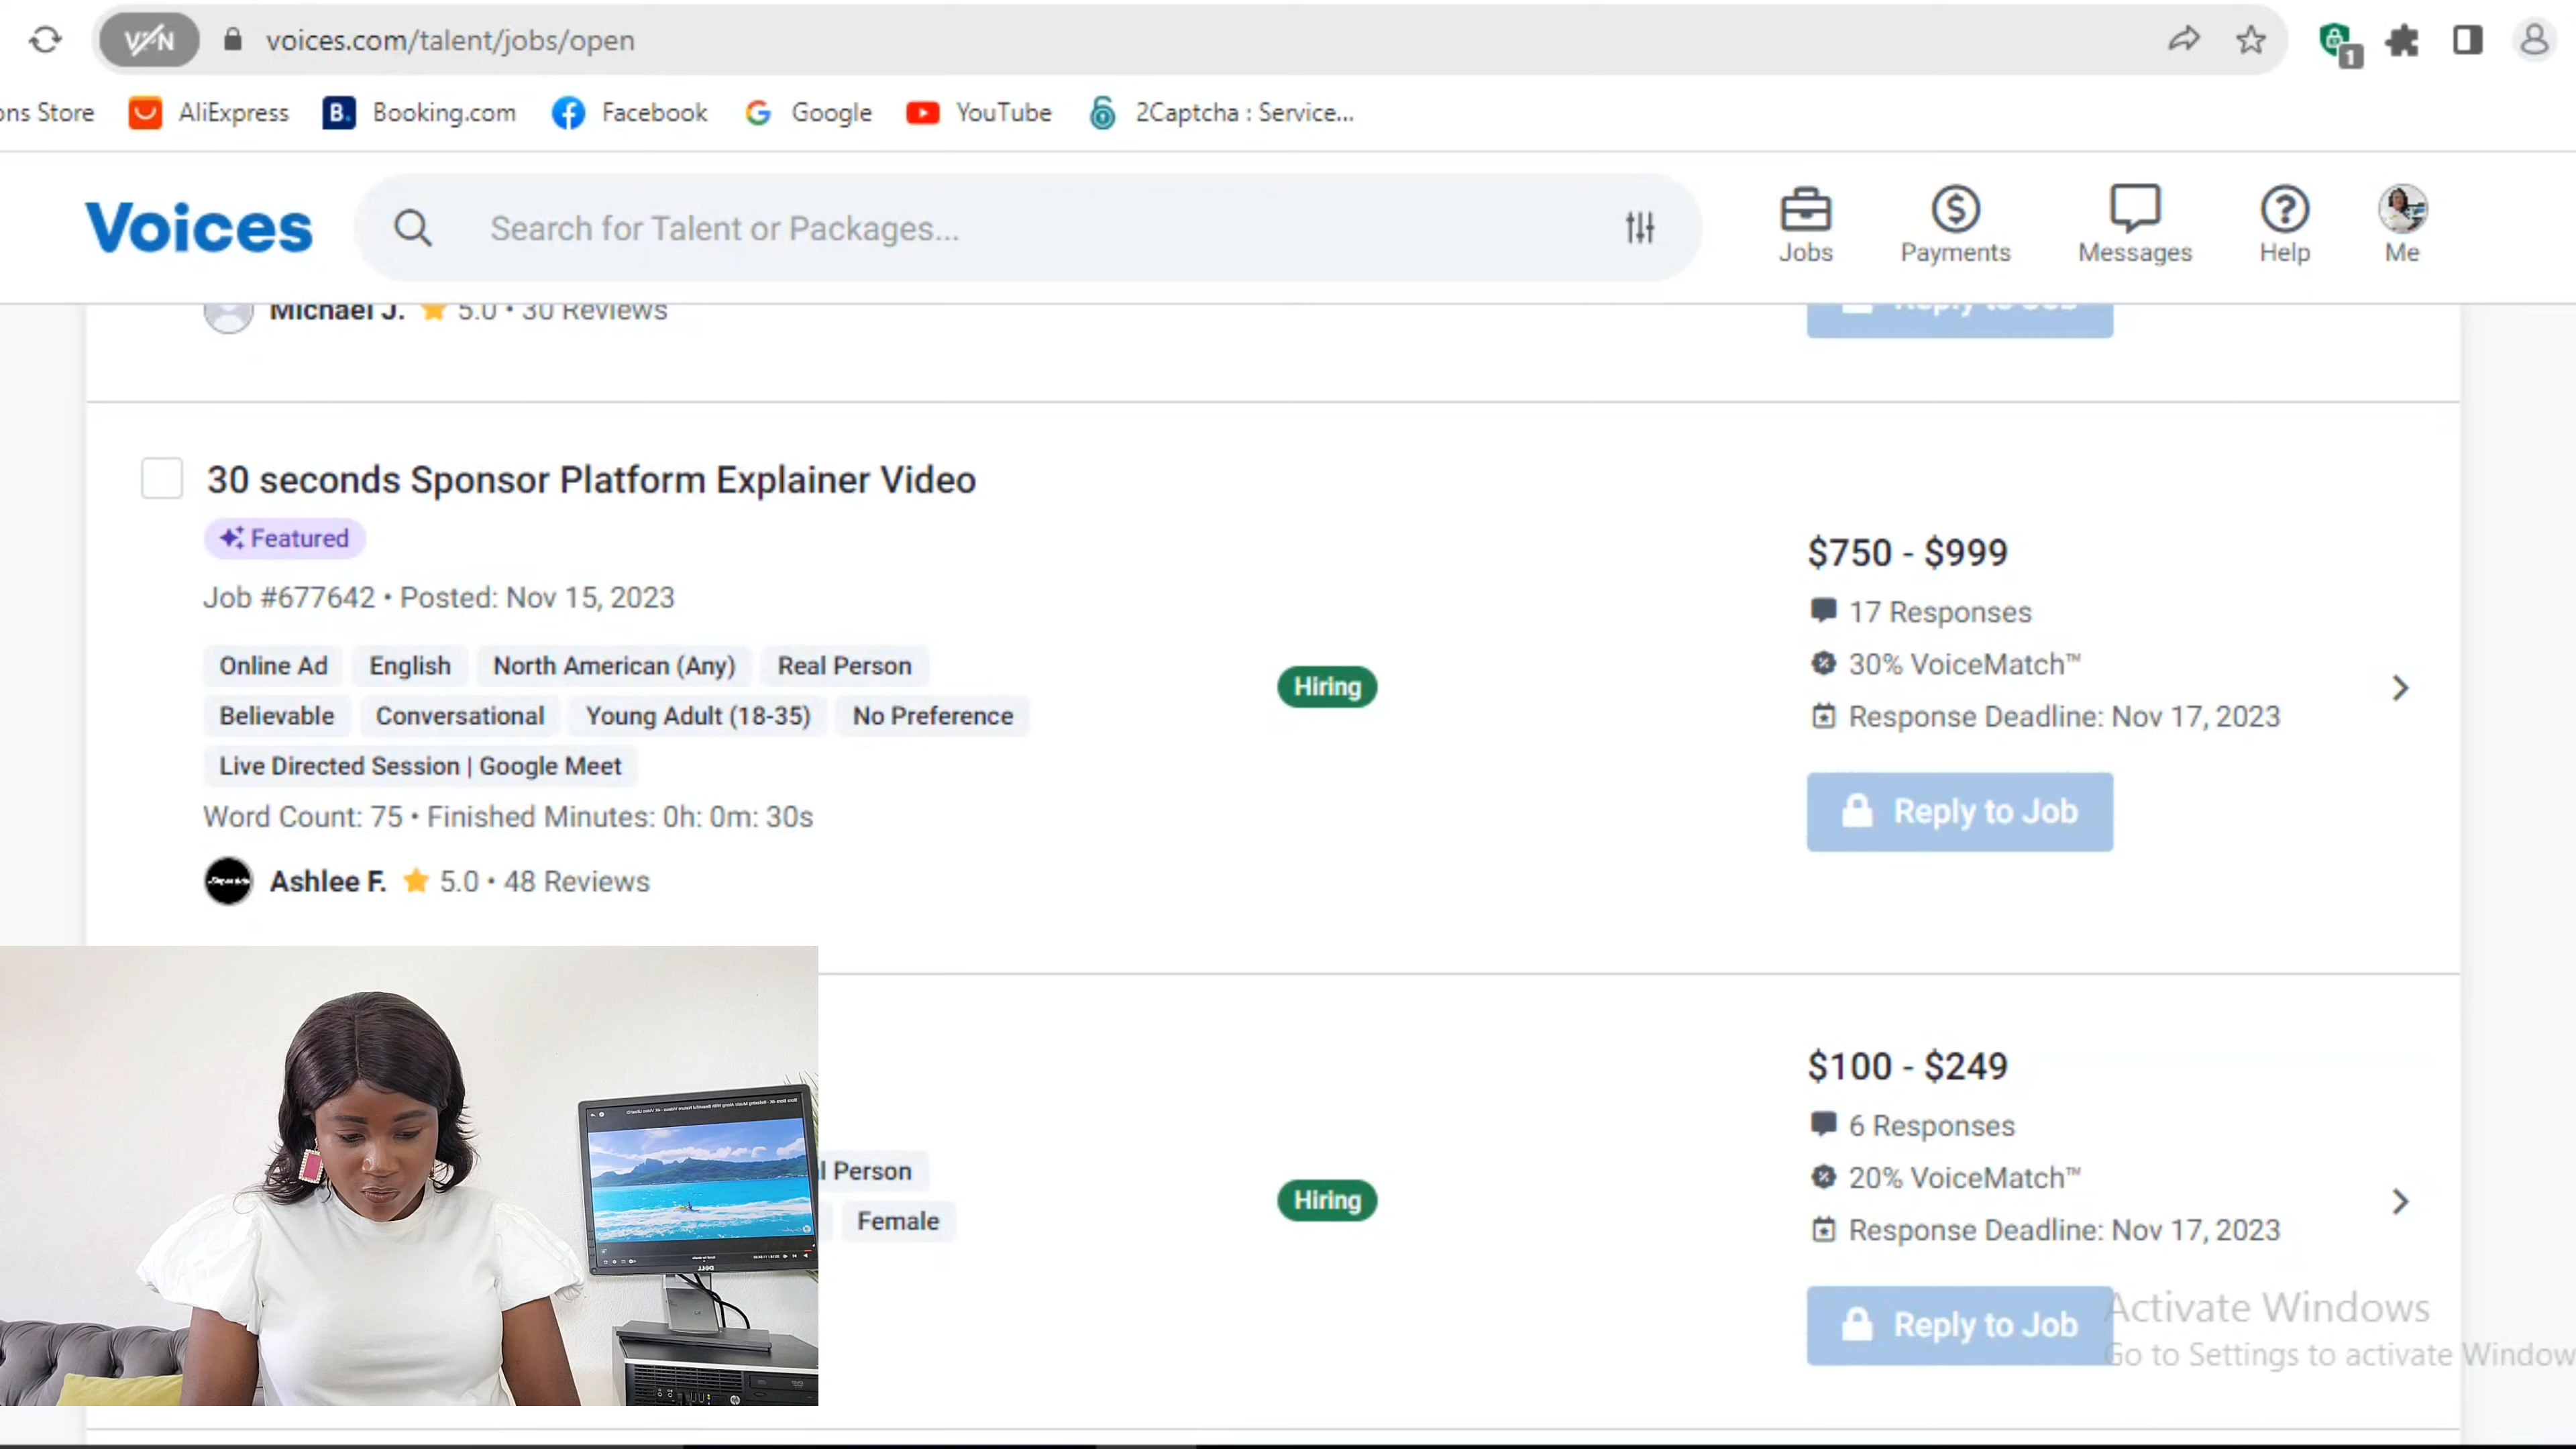 VPN voices.com/talent/jobs/open 1
ons Store AliExpress B. Booking.com Facebook Google YouTube 2Captcha : Service...
Voices Search for Talent or Packages... Jobs Payments Messages Help Me
Michael J. 5.0 • 30 Reviews Reply to Job
30 seconds Sponsor Platform Explainer Video
Featured
Job #677642 • Posted: Nov 15, 2023
Online Ad English North American (Any) Real Person
Believable Conversational Young Adult (18-35) No Preference
Live Directed Session | Google Meet
Word Count: 75 • Finished Minutes: 0h: 0m: 30s
Ashlee F. 5.0 • 48 Reviews
Hiring
$750 - $999
17 Responses
30% VoiceMatch™
Response Deadline: Nov 17, 2023
Reply to Job
l Person
Female
Hiring
$100 - $249
6 Responses
20% VoiceMatch™
Response Deadline: Nov 17, 2023
Reply to Job
Activate Windows
Go to Settings to activate Window
DELL